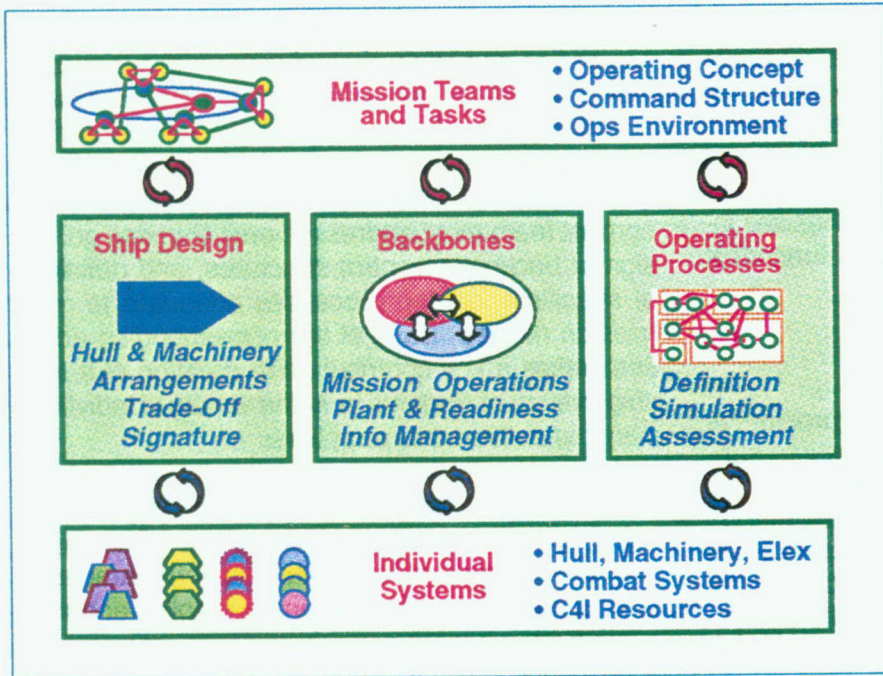 Mission Teams
and Tasks
• Operating Concept
• Command Structure
• Ops Environment
Ship Design
Hull & Machinery
Arrangements
Trade-Off
Signature
Backbones
Mission Operations
Plant & Readiness
Info Management
Operating
Processes
Definition
Simulation
Assessment
Individual
Systems
• Hull, Machinery, Elex
• Combat Systems
• C4I Resources